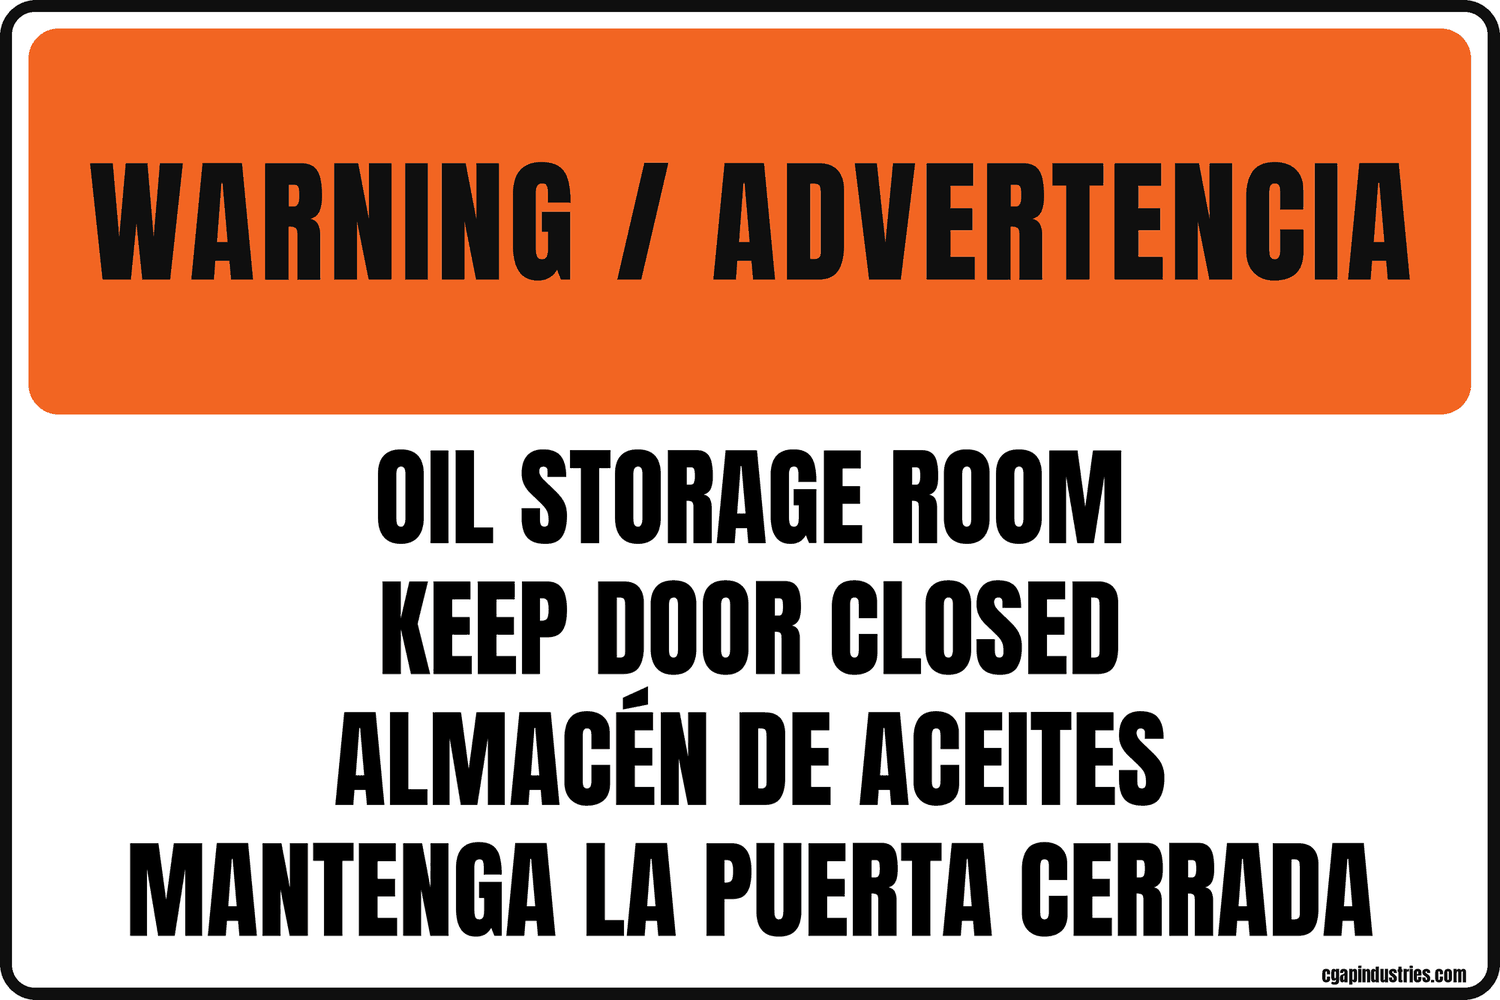 WARNING / ADVERTENCIA
OIL STORAGE ROOM
KEEP DOOR CLOSED
ALMACÉN DE ACEITES
MANTENGA LA PUERTA CERRADA
cgapindustries.com